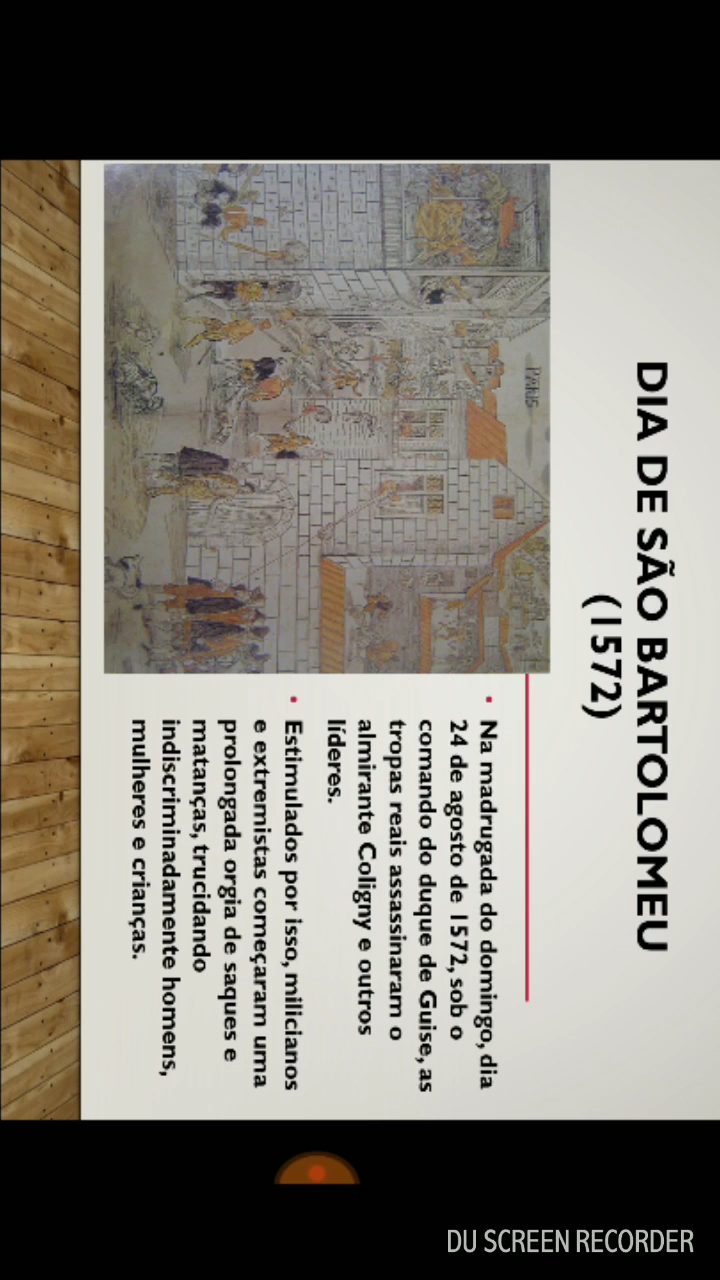 DIA DE SÃO BARTOLOMEU
(1572)
PARIS
• Na madrugada do domingo, dia
24 de agosto de 1572, sob o
comando do duque de Guise, as
tropas reais assassinaram o
almirante Coligny e outros
líderes.
• Estimulados por isso, milicianos
e extremistas começaram uma
prolongada orgia de saques e
matanças, trucidando
indiscriminadamente homens,
mulheres e crianças.
DU SCREEN RECORDER